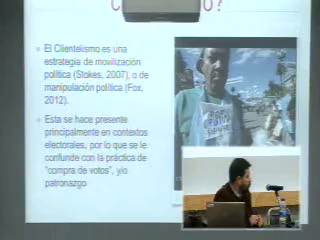 El Clientelismo es una
estrategia de movilización
política (Stokes, 2007), o de
manipulación política (Fox,
2012).
Esta se hace presente
principalmente en contextos
electorales, por lo que se le
confunde con la práctica de
"compra de votos", y/o
patronazgo